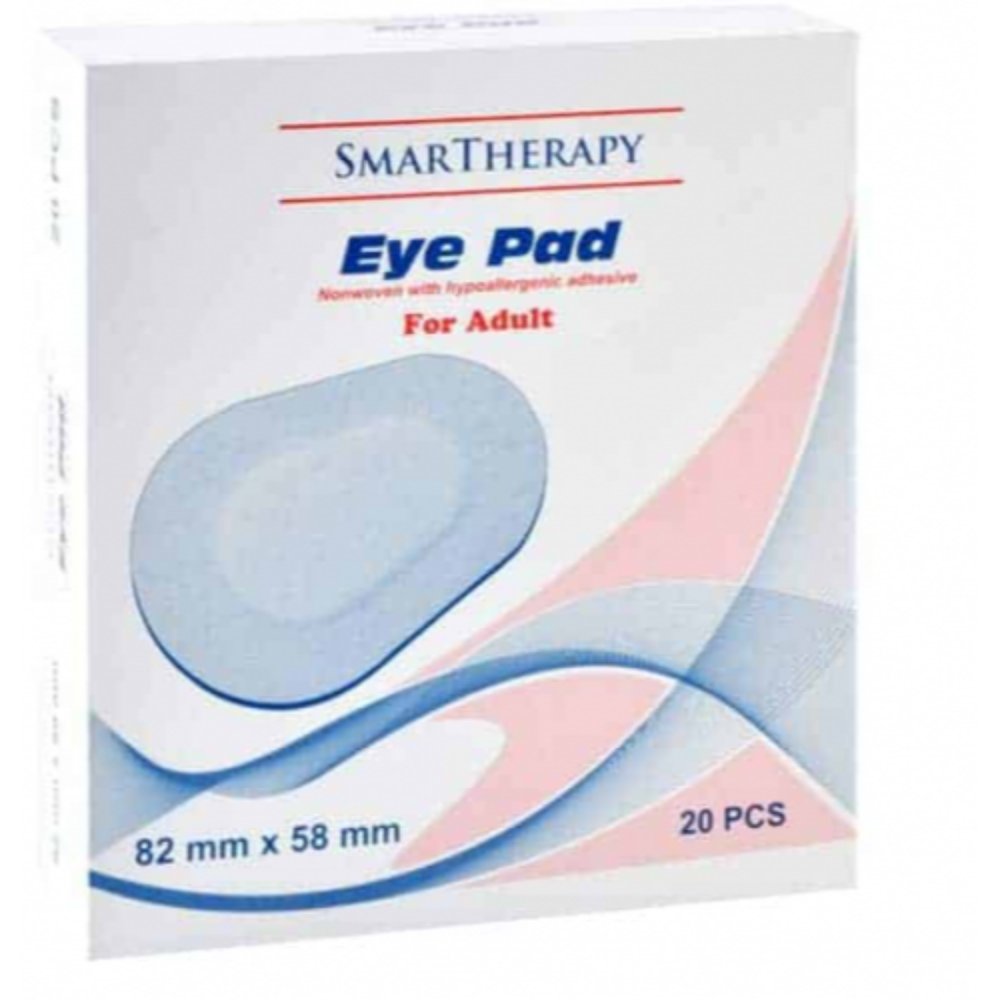 SMARTHERAPY
Eye Pad
Nonwoven with hypoallergenic adhesive
For Adult
82 mm x 58 mm
20 PCS